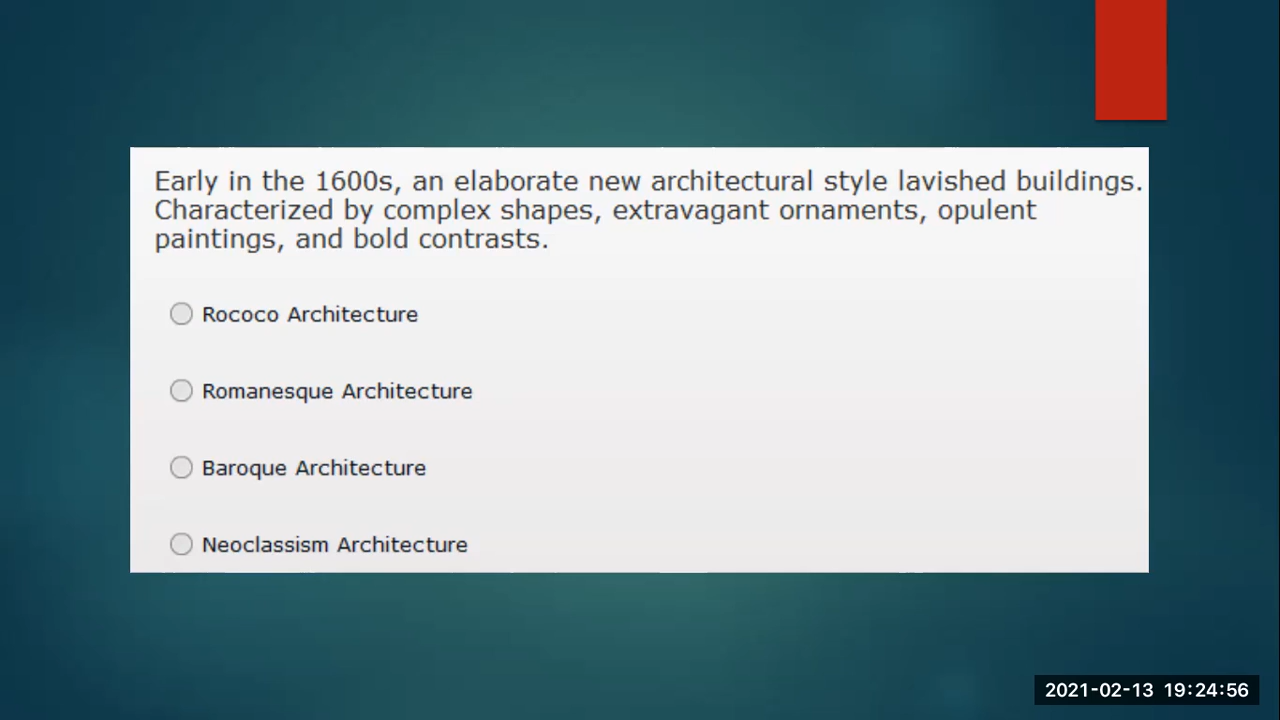 Early in the 1600s, an elaborate new architectural style lavished buildings.
Characterized by complex shapes, extravagant ornaments, opulent
paintings, and bold contrasts.
Rococo Architecture
Romanesque Architecture
Baroque Architecture
Neoclassism Architecture
2021-02-13 19:24:56